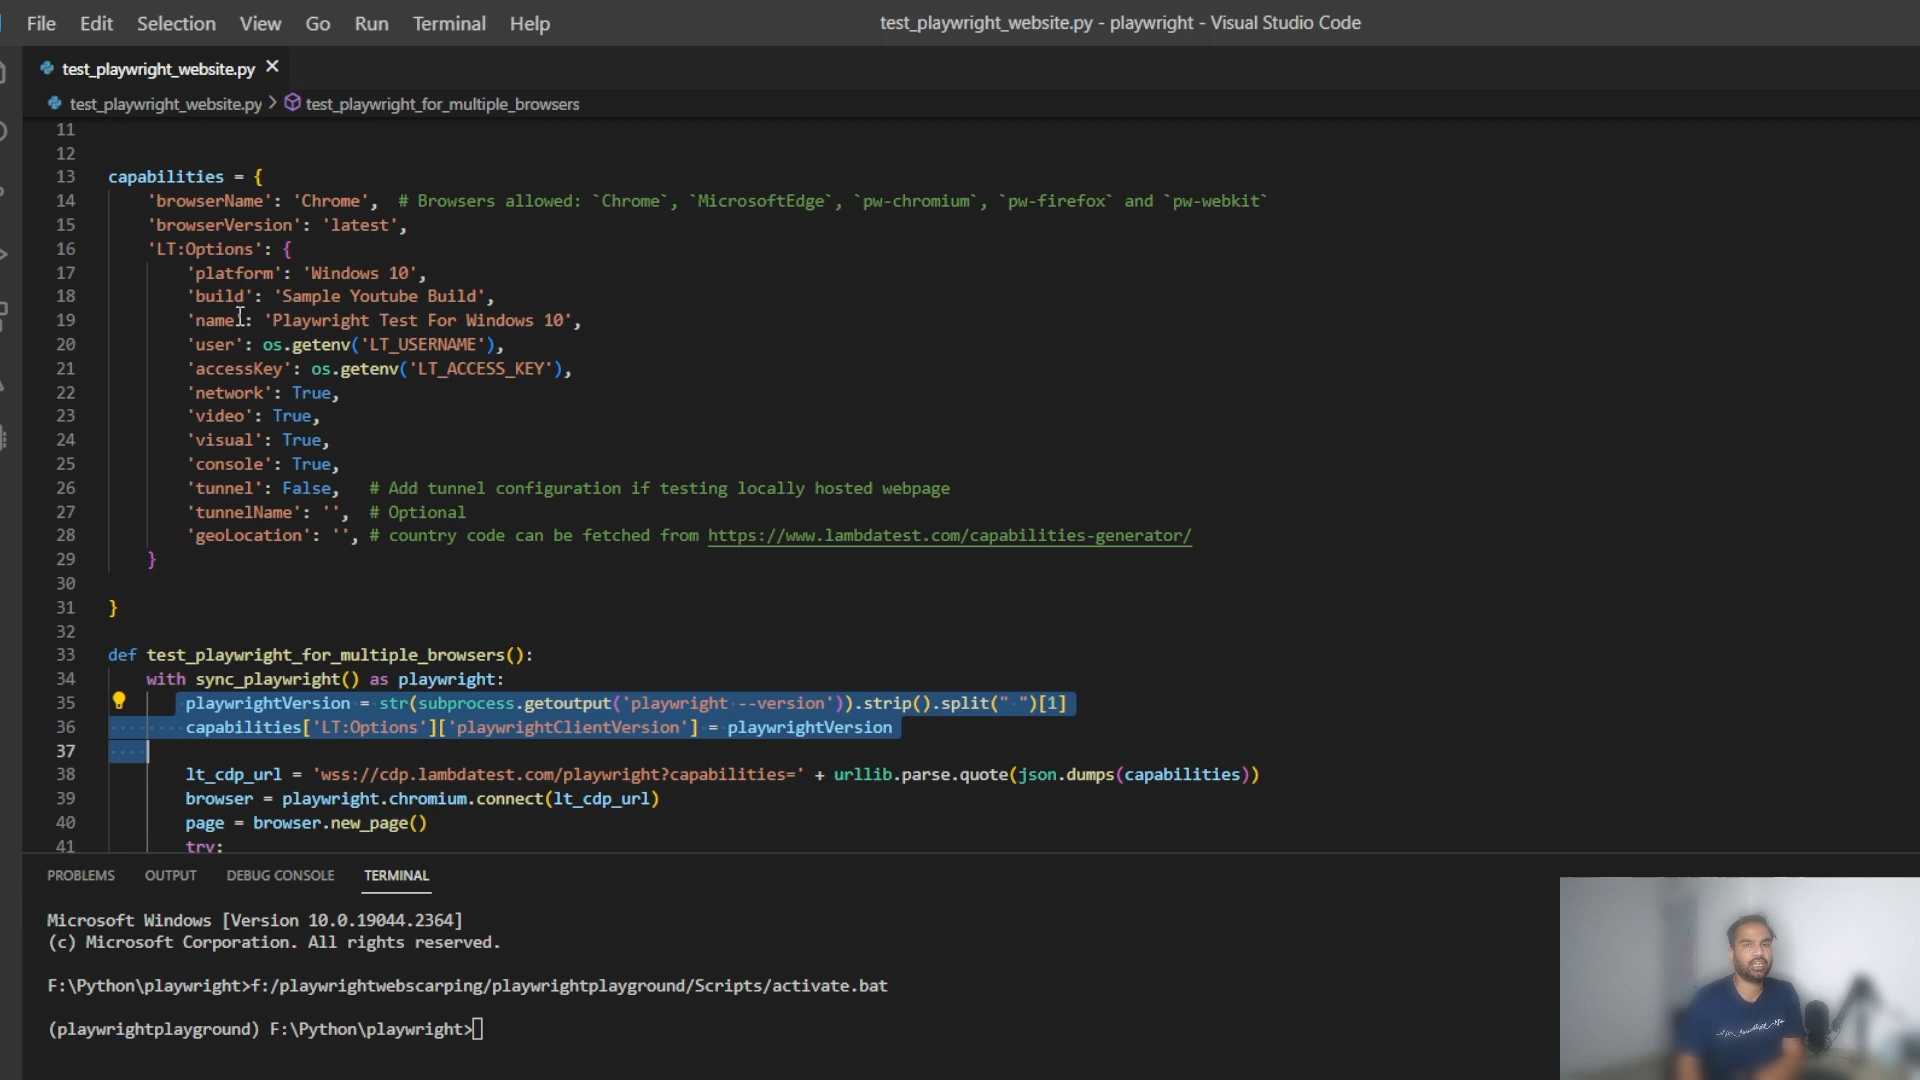 File Edit Selection View Go Run Terminal Help
test_playwright_website.py - playwright - Visual Studio Code
test_playwright_website.py
test_playwright_website.py > test_playwright_for_multiple_browsers
11
12
13 capabilities = {
14 'browserName': 'Chrome', # Browsers allowed: `Chrome`, `MicrosoftEdge`, `pw-chromium`, `pw-firefox` and `pw-webkit`
15 'browserVersion': 'latest',
16 'LT:Options': {
17 'platform': 'Windows 10',
18 'build': 'Sample Youtube Build',
19 'name': 'Playwright Test For Windows 10',
20 'user': os.getenv('LT_USERNAME'),
21 'accessKey': os.getenv('LT_ACCESS_KEY'),
22 'network': True,
23 'video': True,
24 'visual': True,
25 'console': True,
26 'tunnel': False, # Add tunnel configuration if testing locally hosted webpage
27 'tunnelName': '', # Optional
28 'geoLocation': '', # country code can be fetched from https://www.lambdatest.com/capabilities-generator/
29 }
30
31 }
32
33 def test_playwright_for_multiple_browsers():
34 with sync_playwright() as playwright:
35 playwrightVersion = str(subprocess.getoutput('playwright --version')).strip().split(" ")[1]
36 capabilities['LT:Options']['playwrightClientVersion'] = playwrightVersion
37
38 lt_cdp_url = 'wss://cdp.lambdatest.com/playwright?capabilities=' + urllib.parse.quote(json.dumps(capabilities))
39 browser = playwright.chromium.connect(lt_cdp_url)
40 page = browser.new_page()
41 try:
PROBLEMS OUTPUT DEBUG CONSOLE TERMINAL
Microsoft Windows [Version 10.0.19044.2364]
(c) Microsoft Corporation. All rights reserved.
F:\Python\playwright>f:/playwrightwebscarping/playwrightplayground/Scripts/activate.bat
(playwrightplayground) F:\Python\playwright>